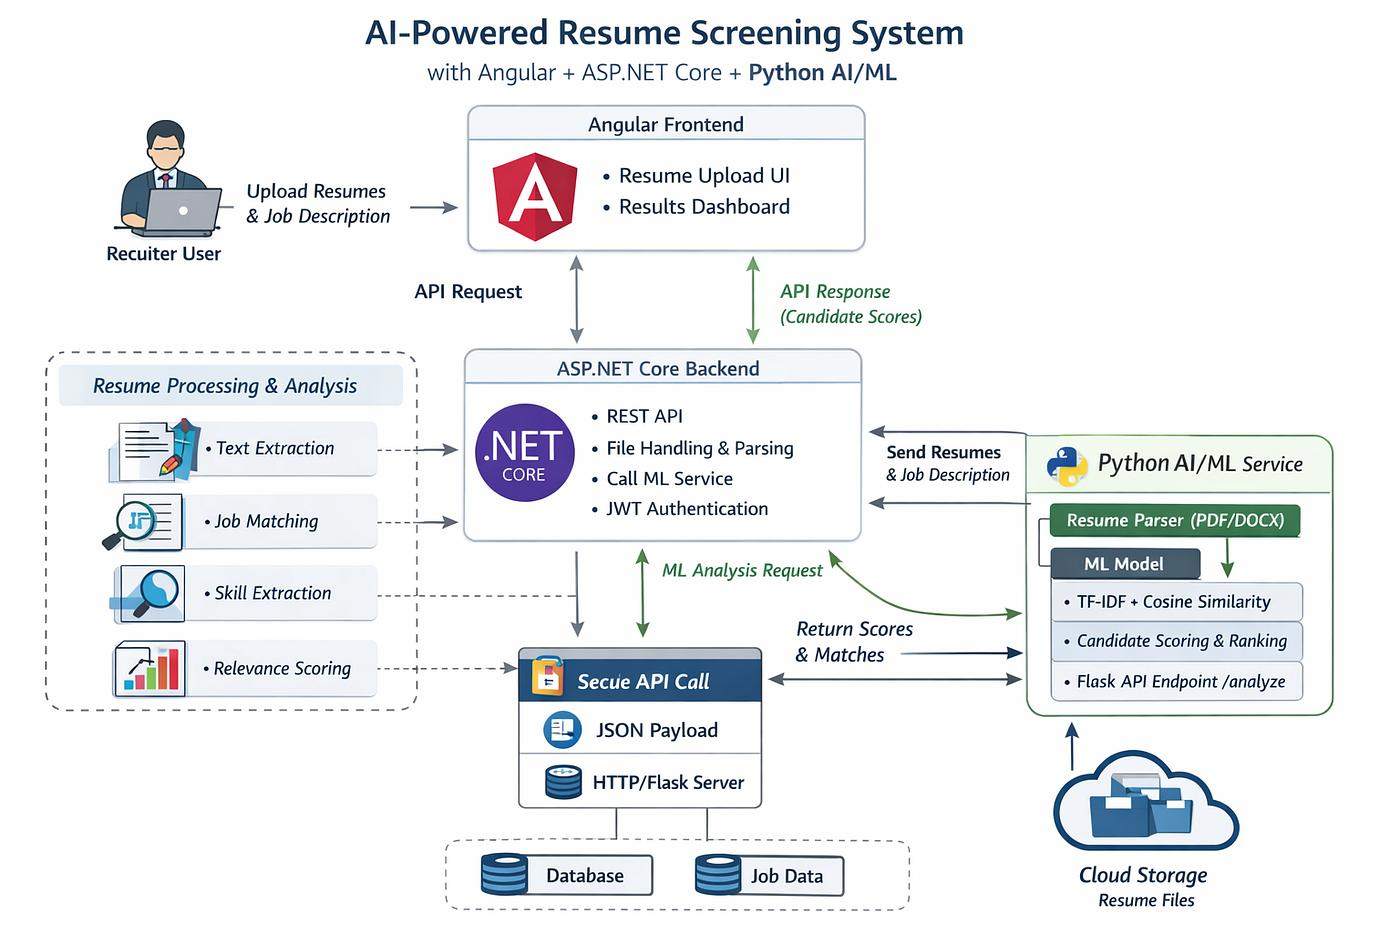 AI-Powered Resume Screening System
with Angular + ASP.NET Core + Python AI/ML
Angular Frontend
A
• Resume Upload UI
• Results Dashboard
Upload Resumes
& Job Description
Recuiter User
API Request
API Response
(Candidate Scores)
Resume Processing & Analysis
• Text Extraction
• Job Matching
• Skill Extraction
• Relevance Scoring
ASP.NET Core Backend
.NET
CORE
• REST API
• File Handling & Parsing
• Call ML Service
• JWT Authentication
Send Resumes
& Job Description
Python AI/ML Service
Resume Parser (PDF/DOCX)
ML Model
• TF-IDF + Cosine Similarity
• Candidate Scoring & Ranking
• Flask API Endpoint /analyze
ML Analysis Request
Return Scores
& Matches
Secue API Call
JSON Payload
HTTP/Flask Server
Database
Job Data
Cloud Storage
Resume Files